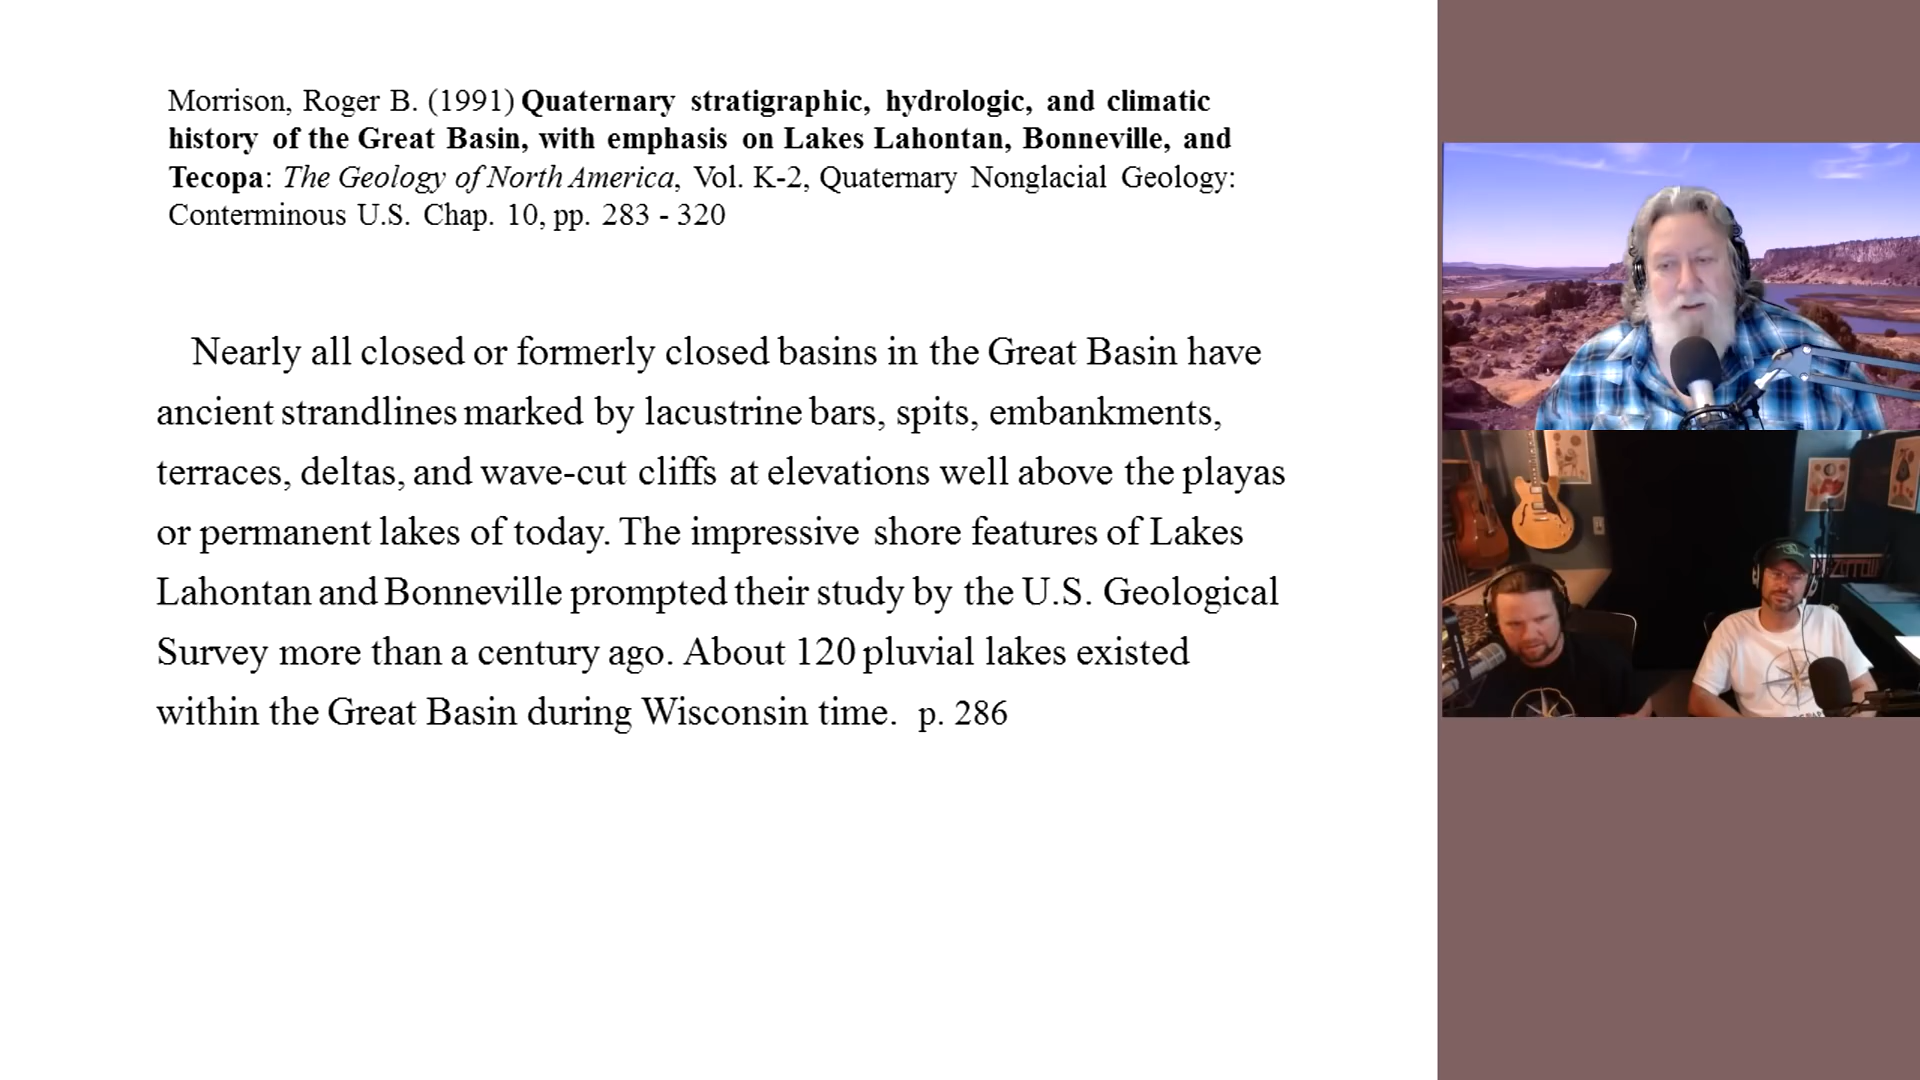 Morrison, Roger B. (1991) Quaternary stratigraphic, hydrologic, and climatic
history of the Great Basin, with emphasis on Lakes Lahontan, Bonneville, and
Tecopa: The Geology of North America, Vol. K-2, Quaternary Nonglacial Geology:
Conterminous U.S. Chap. 10, pp. 283 - 320
Nearly all closed or formerly closed basins in the Great Basin have
ancient strandlines marked by lacustrine bars, spits, embankments,
terraces, deltas, and wave-cut cliffs at elevations well above the playas
or permanent lakes of today. The impressive shore features of Lakes
Lahontan and Bonneville prompted their study by the U.S. Geological
Survey more than a century ago. About 120 pluvial lakes existed
within the Great Basin during Wisconsin time. p. 286